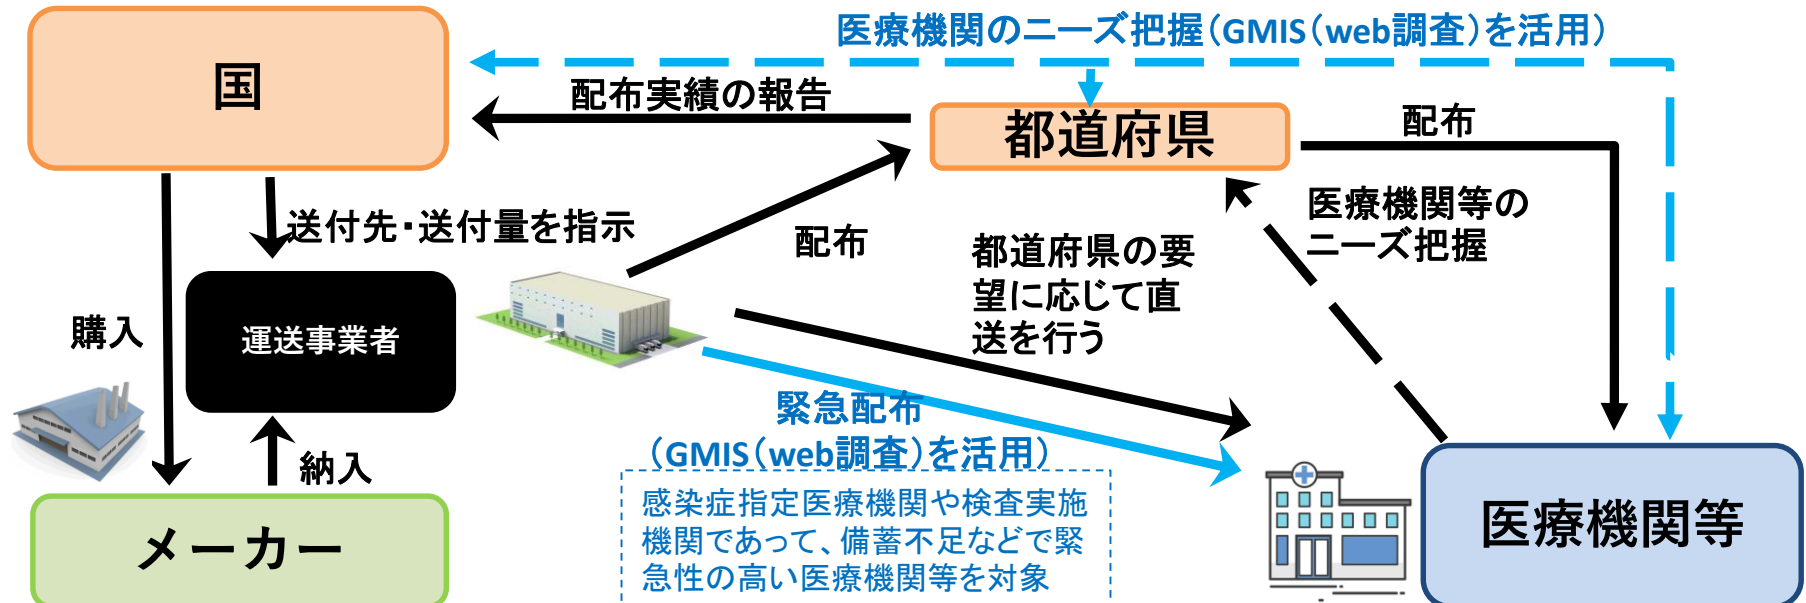 医療機関のニーズ把握(GMIS(web調査)を活用)
国
配布実績の報告
都道府県
配布
送付先・送付量を指示
配布
医療機関等の
ニーズ把握
都道府県の要
望に応じて直
送を行う
購入
運送事業者
緊急配布
(GMIS(web調査)を活用)
納入
感染症指定医療機関や検査実施
機関であって、備蓄不足などで緊
急性の高い医療機関等を対象
メーカー
医療機関等